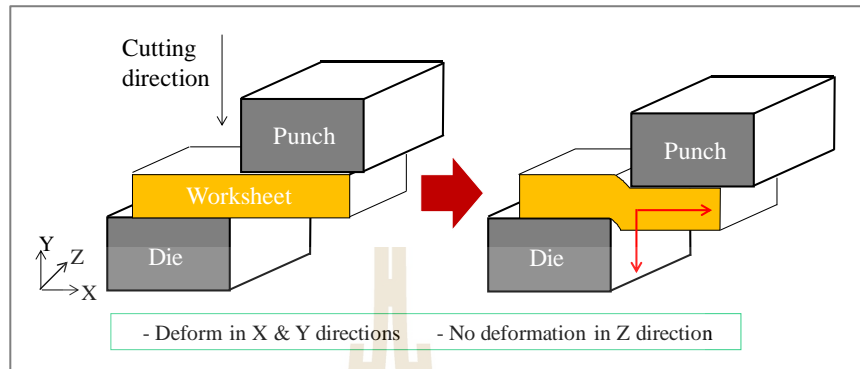 Cutting
direction
Punch
Worksheet
Die
Y
Z
X
Punch
Die
- Deform in X & Y directions - No deformation in Z direction